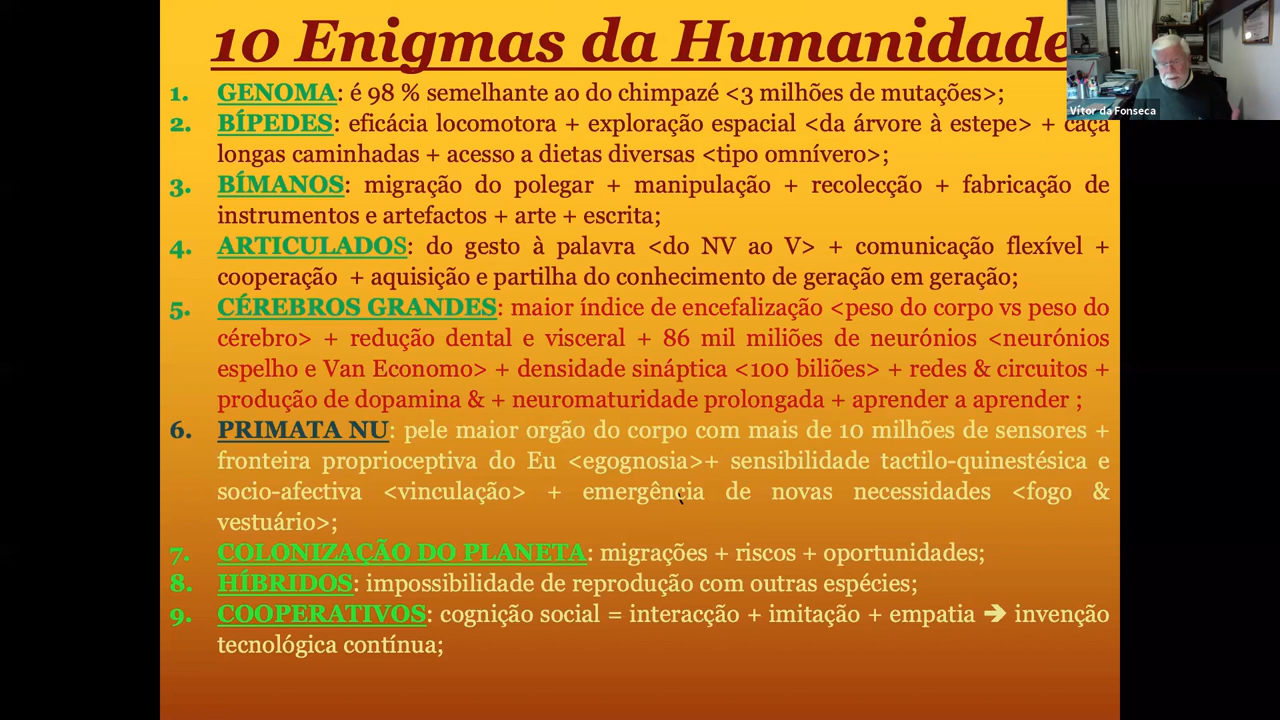 10 Enigmas da Humanidade
1. GENOMA: é 98 % semelhante ao do chimpazé <3 milhões de mutações>;
2. BÍPEDES: eficácia locomotora + exploração espacial <da árvore à estepe> + caça
longas caminhadas + acesso a dietas diversas <tipo omnívero>;
3. BÍMANOS: migração do polegar + manipulação + recolecção + fabricação de
instrumentos e artefactos + arte + escrita;
4. ARTICULADOS: do gesto à palavra <do NV ao V> + comunicação flexível +
cooperação + aquisição e partilha do conhecimento de geração em geração;
5. CÉREBROS GRANDES: maior índice de encefalização <peso do corpo vs peso do
cérebro> + redução dental e visceral + 86 mil miliões de neurónios <neurónios
espelho e Van Economo> + densidade sináptica <100 biliões> + redes & circuitos +
produção de dopamina & + neuromaturidade prolongada + aprender a aprender ;
6. PRIMATA NU: pele maior orgão do corpo com mais de 10 milhões de sensores +
fronteira proprioceptiva do Eu <egognosia>+ sensibilidade tactilo-quinestésica e
socio-afectiva <vinculação> + emergência de novas necessidades <fogo &
vestuário>;
7. COLONIZAÇÃO DO PLANETA: migrações + riscos + oportunidades;
8. HÍBRIDOS: impossibilidade de reprodução com outras espécies;
9. COOPERATIVOS: cognição social = interacção + imitação + empatia ➔ invenção
tecnológica contínua;
Vítor da Fonseca